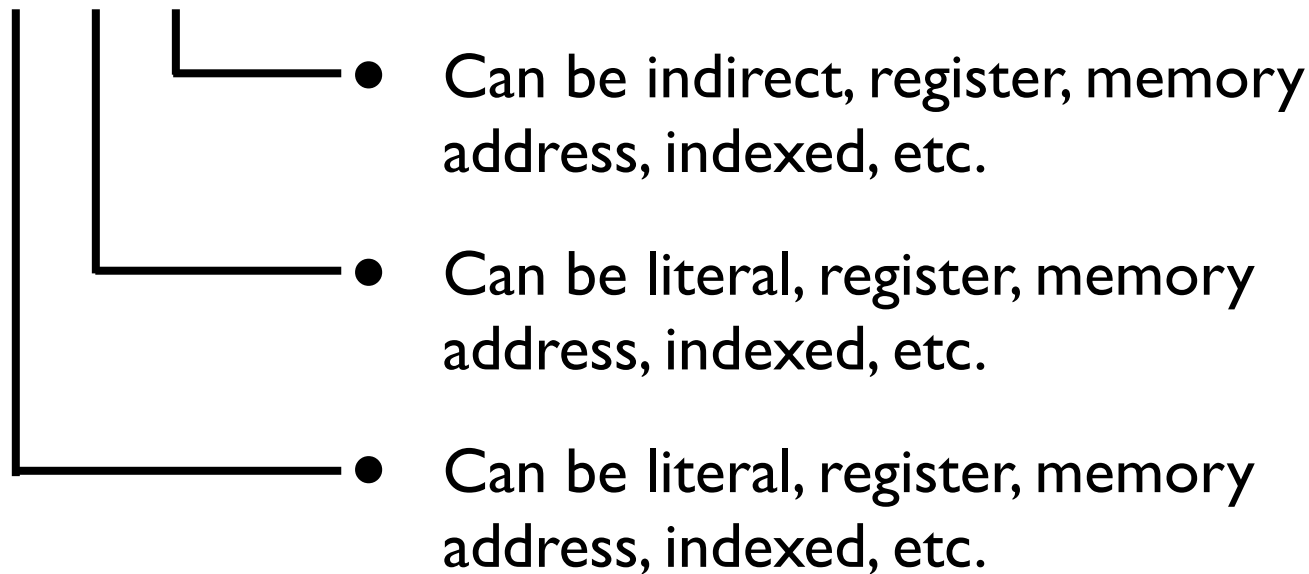 • Can be indirect, register, memory
address, indexed, etc.
• Can be literal, register, memory
address, indexed, etc.
• Can be literal, register, memory
address, indexed, etc.